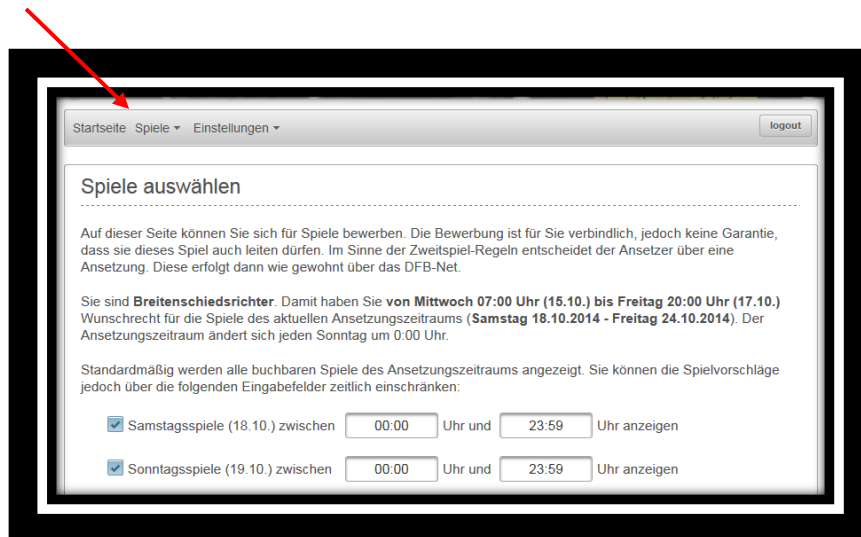 Startseite Spiele Einstellungen logout
Spiele auswählen
Auf dieser Seite können Sie sich für Spiele bewerben. Die Bewerbung ist für Sie verbindlich, jedoch keine Garantie,
dass sie dieses Spiel auch leiten dürfen. Im Sinne der Zweitspiel-Regeln entscheidet der Ansetzer über eine
Ansetzung. Diese erfolgt dann wie gewohnt über das DFB-Net.
Sie sind Breitenschiedsrichter. Damit haben Sie von Mittwoch 07:00 Uhr (15.10.) bis Freitag 20:00 Uhr (17.10.)
Wunschrecht für die Spiele des aktuellen Ansetzungszeitraums (Samstag 18.10.2014 - Freitag 24.10.2014). Der
Ansetzungszeitraum ändert sich jeden Sonntag um 0:00 Uhr.
Standardmäßig werden alle buchbaren Spiele des Ansetzungszeitraums angezeigt. Sie können die Spielvorschläge
jedoch über die folgenden Eingabefelder zeitlich einschränken:
Samstagsspiele (18.10.) zwischen 00:00 Uhr und 23:59 Uhr anzeigen
Sonntagsspiele (19.10.) zwischen 00:00 Uhr und 23:59 Uhr anzeigen